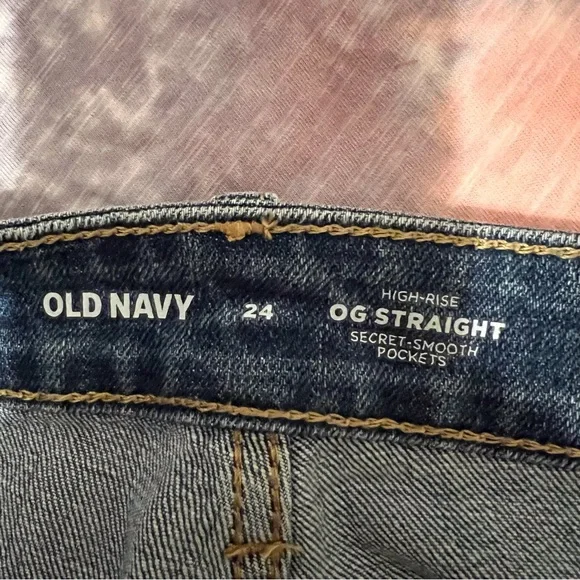 OLD NAVY
24
HIGH-RISE
OG STRAIGHT
SECRET-SMOOTH
POCKETS